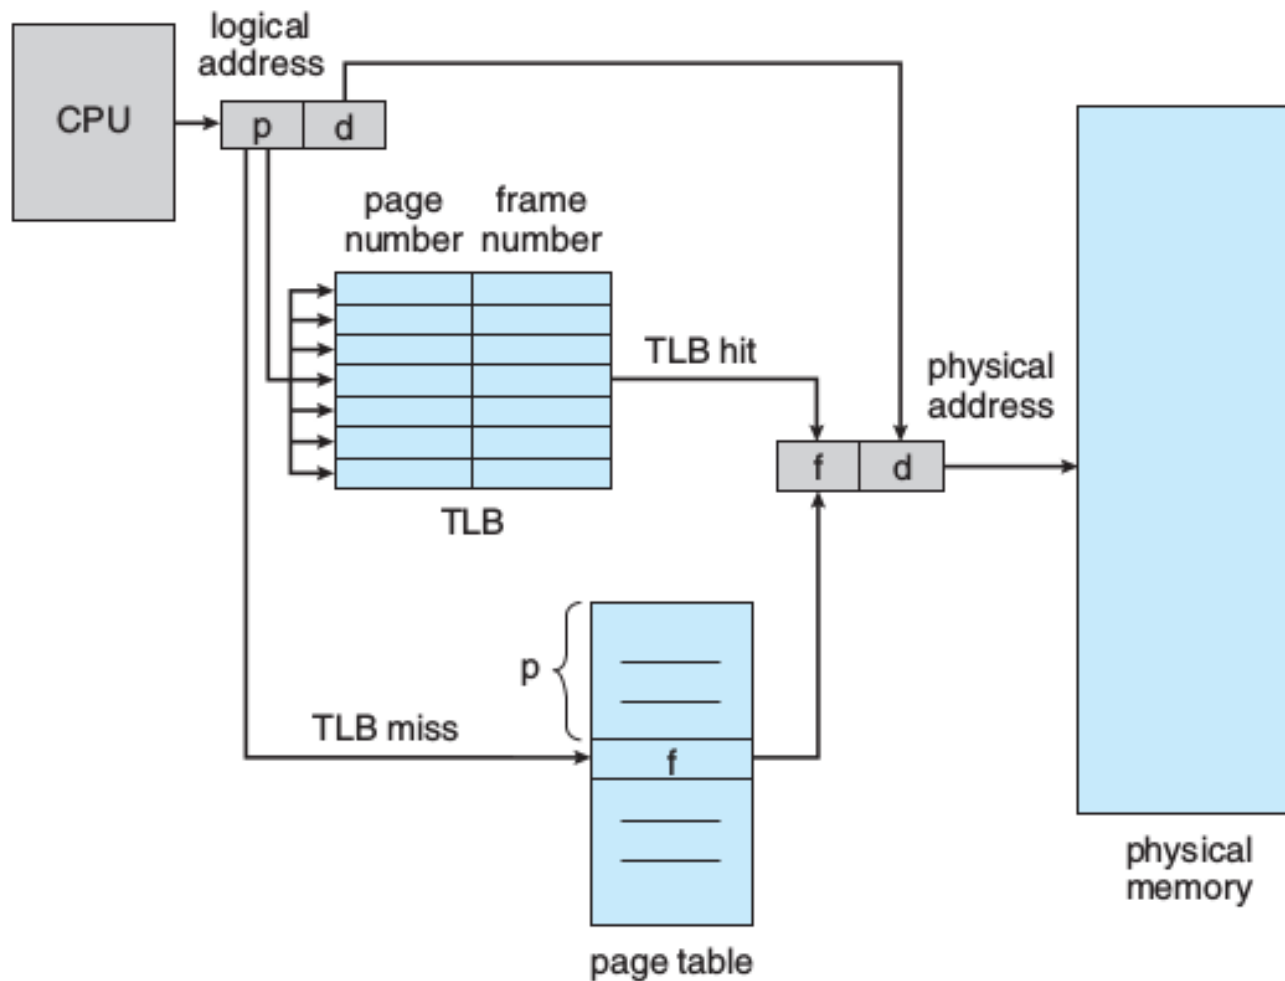 logical
address
CPU
p
d
page
number
frame
number
TLB hit
physical
address
f
d
TLB
p
TLB miss
f
physical
memory
page table